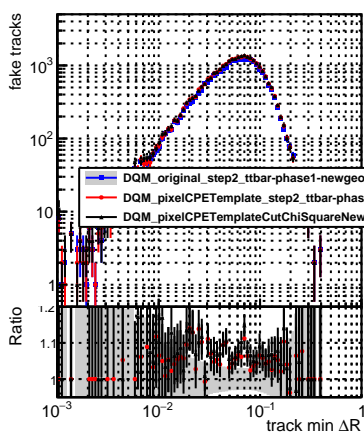 fake tracks
10³
10²
10
1
DQM_original_step2_ttbar-phase1-newgeo
DQM_pixelCPETemplate_step2_ttbar-phas
DQM_pixelCPETemplateCutChiSquareNew
Ratio
1.2
1.1
1
10⁻³ 10⁻² 10⁻¹ 1
track min ΔR